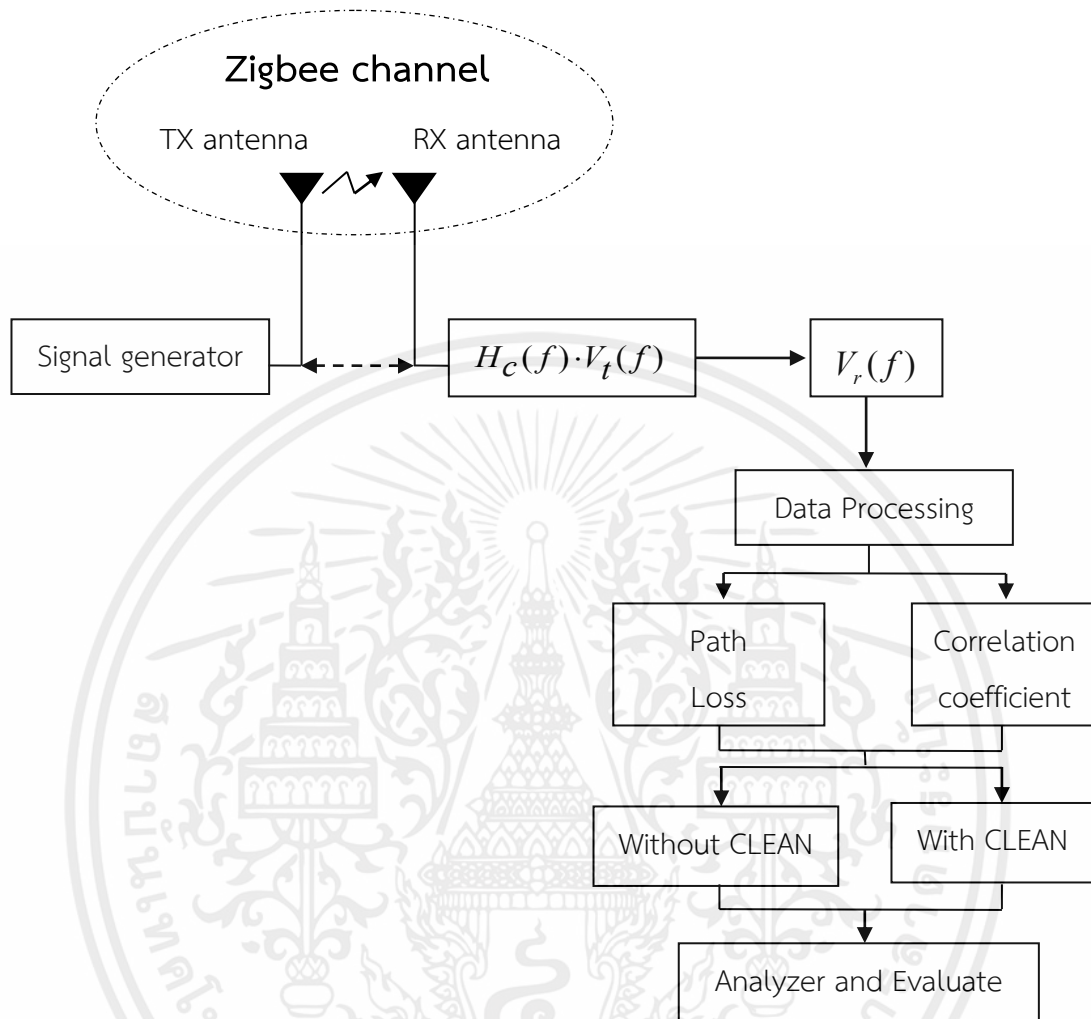 Zigbee channel
TX antenna
RX antenna
Signal generator
H_c(f)·V_t(f)
V_r(f)
Data Processing
Path
Loss
Correlation
coefficient
Without CLEAN
With CLEAN
Analyzer and Evaluate